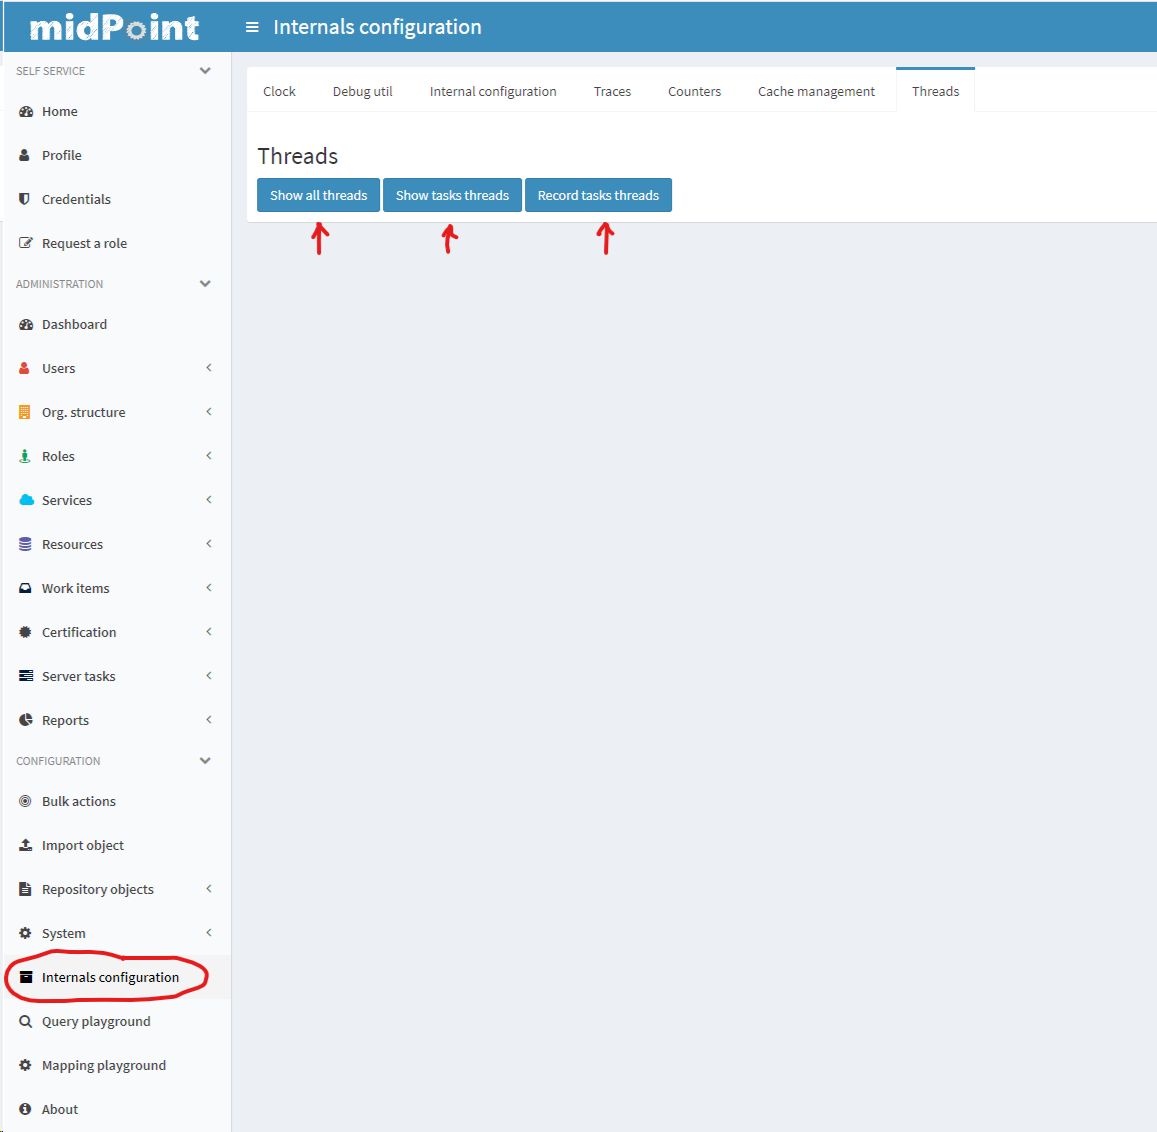 midPoint
Internals configuration
SELF SERVICE
Home
Profile
Credentials
Request a role
ADMINISTRATION
Dashboard
Users
Org. structure
Roles
Services
Resources
Work items
Certification
Server tasks
Reports
CONFIGURATION
Bulk actions
Import object
Repository objects
System
Internals configuration
Query playground
Mapping playground
About
Clock Debug util Internal configuration Traces Counters Cache management Threads
Threads
Show all threads Show tasks threads Record tasks threads